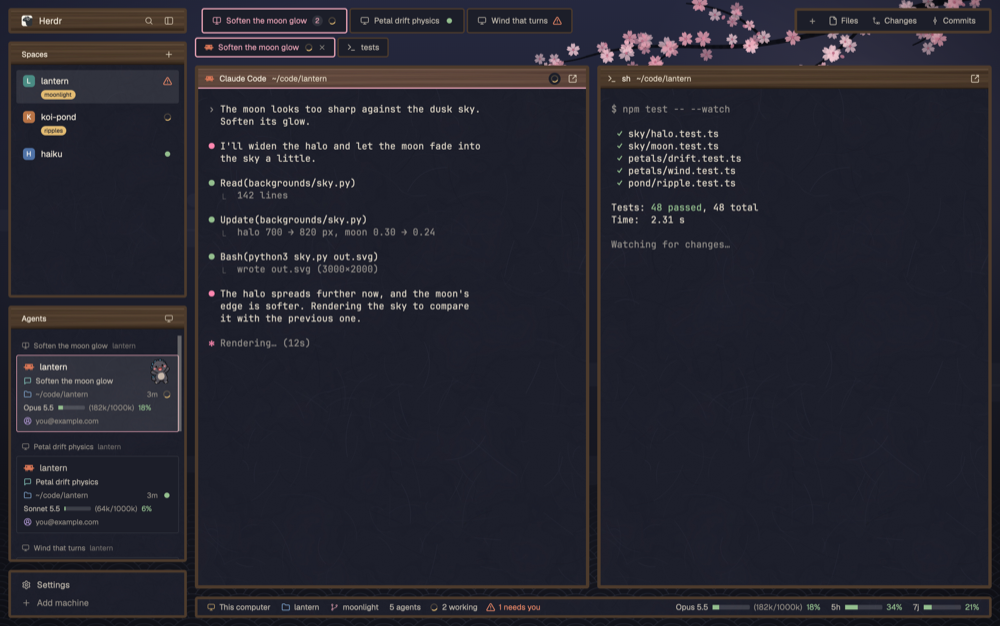 Herdr
Spaces +
L lantern
moonlight
K koi-pond
ripples
H haiku
Agents
Soften the moon glow lantern
lantern
Soften the moon glow
~/code/lantern 3m
Opus 5.5 (182k/1000k) 18%
you@example.com
Petal drift physics lantern
lantern
Petal drift physics
~/code/lantern 3m
Sonnet 5.5 (64k/1000k) 6%
you@example.com
Wind that turns lantern
Settings
+ Add machine
Soften the moon glow 2
Petal drift physics
Wind that turns
+ Files Changes Commits
Soften the moon glow ×
>_ tests
Claude Code ~/code/lantern
› The moon looks too sharp against the dusk sky.
Soften its glow.
● I'll widen the halo and let the moon fade into
the sky a little.
● Read(backgrounds/sky.py)
└ 142 lines
● Update(backgrounds/sky.py)
└ halo 700 → 820 px, moon 0.30 → 0.24
● Bash(python3 sky.py out.svg)
└ wrote out.svg (3000×2000)
● The halo spreads further now, and the moon's
edge is softer. Rendering the sky to compare
it with the previous one.
✻ Rendering… (12s)
>_ sh ~/code/lantern
$ npm test -- --watch
✓ sky/halo.test.ts
✓ sky/moon.test.ts
✓ petals/drift.test.ts
✓ petals/wind.test.ts
✓ pond/ripple.test.ts
Tests: 48 passed, 48 total
Time: 2.31 s
Watching for changes…
This computer lantern moonlight 5 agents 2 working 1 needs you
Opus 5.5 (182k/1000k) 18% 5h 34% 7j 21%